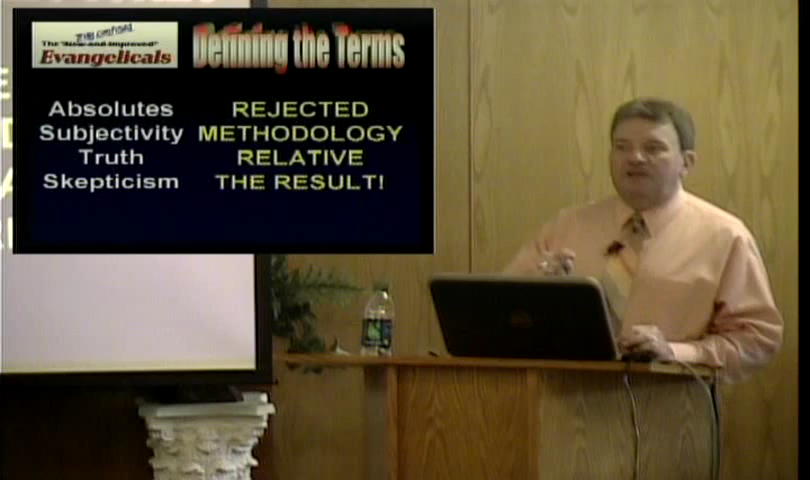 The "New-and-Improved"
Evangelicals
Defining the Terms
Absolutes REJECTED
Subjectivity METHODOLOGY
Truth RELATIVE
Skepticism THE RESULT!